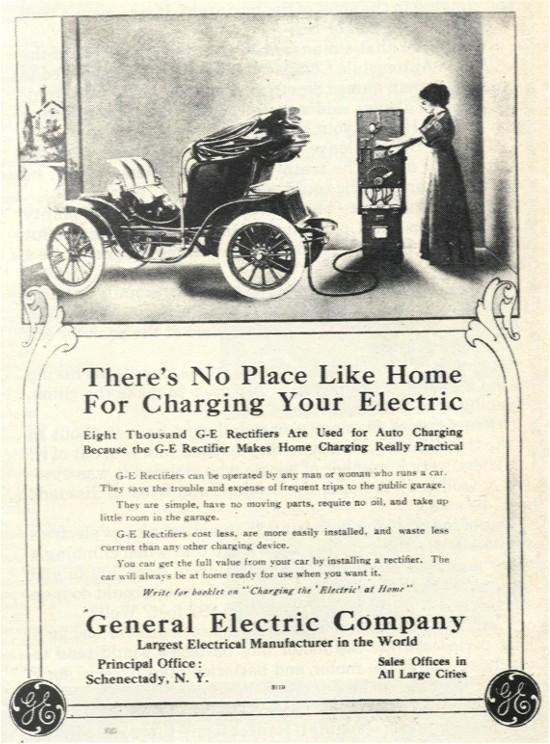 There's No Place Like Home
For Charging Your Electric
Eight Thousand G-E Rectifiers Are Used for Auto Charging
Because the G-E Rectifier Makes Home Charging Really Practical
G-E Rectifiers can be operated by any man or woman who runs a car.
They save the trouble and expense of frequent trips to the public garage.
They are simple, have no moving parts, require no oil, and take up
little room in the garage.
G-E Rectifiers cost less, are more easily installed, and waste less
current than any other charging device.
You can get the full value from your car by installing a rectifier. The
car will always be at home ready for use when you want it.
Write for booklet on "Charging the 'Electric' at Home"
General Electric Company
Largest Electrical Manufacturer in the World
Principal Office:
Schenectady, N. Y.
Sales Offices in
All Large Cities
GE
GE